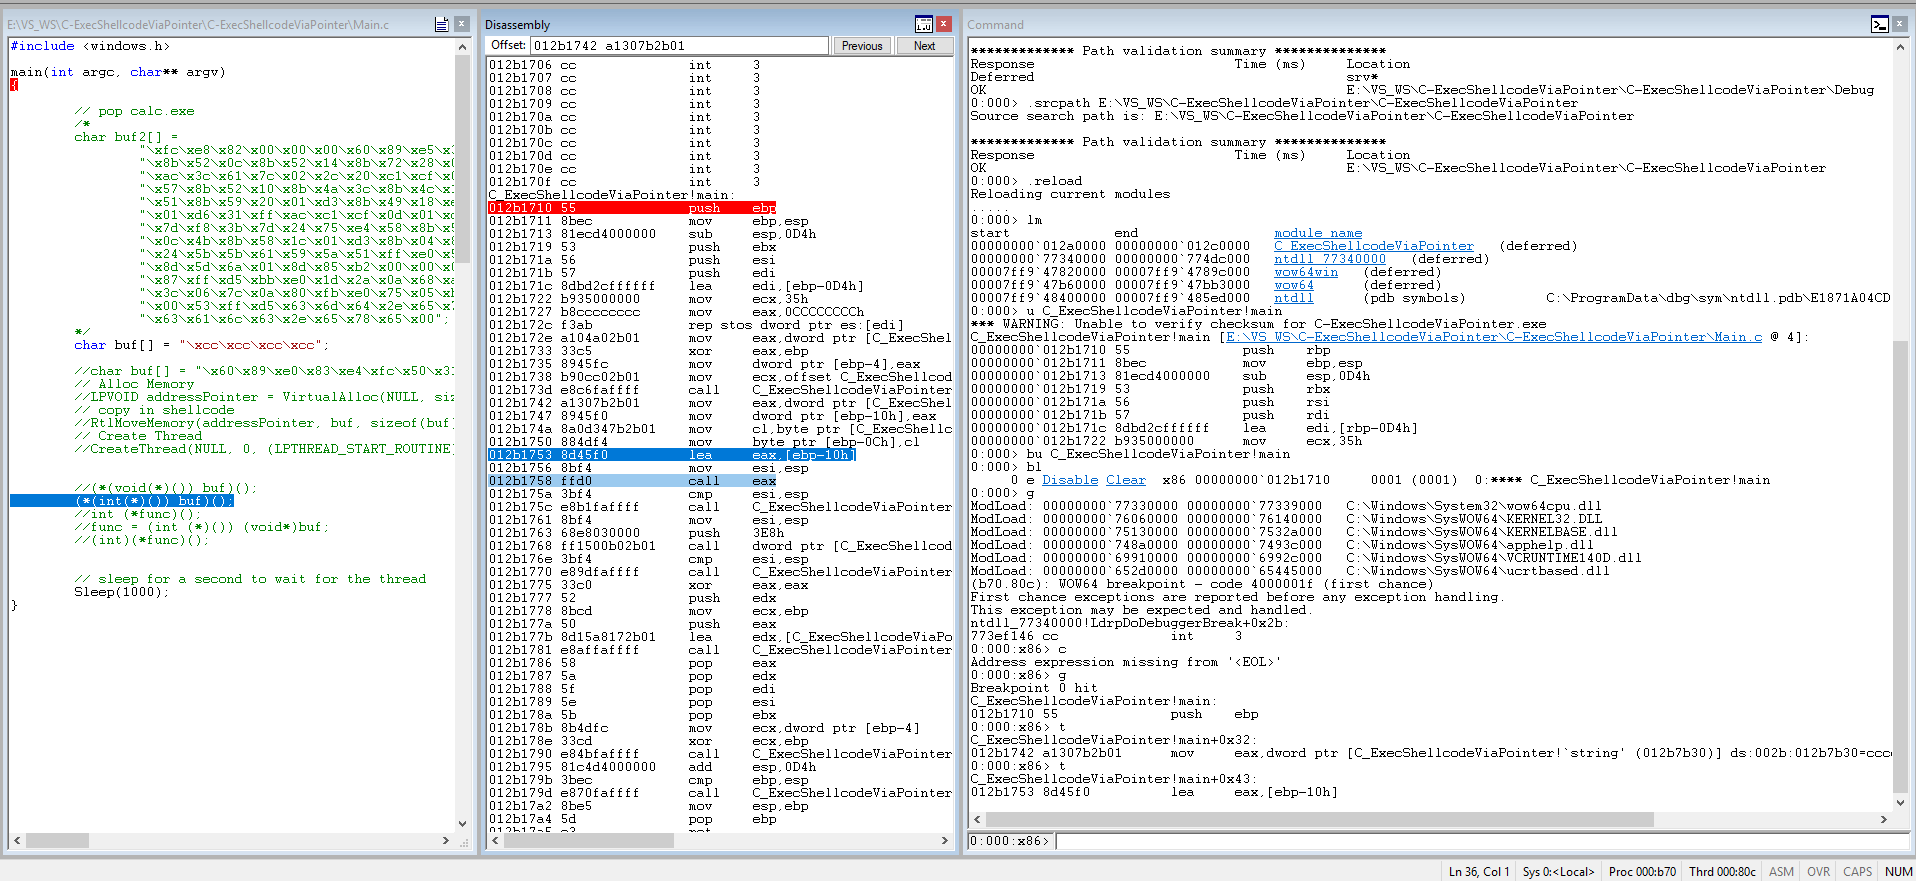 E:\VS_WS\C-ExecShellcodeViaPointer\C-ExecShellcodeViaPointer\Main.c
#include <windows.h>
main(int argc, char** argv)
{
// pop calc.exe
/*
char buf2[] =
"\xfc\xe8\x82\x00\x00\x00\x60\x89\xe5\x3
"\x8b\x52\x0c\x8b\x52\x14\x8b\x72\x28\x0
"\xac\x3c\x61\x7c\x02\x2c\x20\xc1\xcf\x0
"\x57\x8b\x52\x10\x8b\x4a\x3c\x8b\x4c\x1
"\x51\x8b\x59\x20\x01\xd3\x8b\x49\x18\xe
"\x01\xd6\x31\xff\xac\xc1\xcf\x0d\x01\xc
"\x7d\xf8\x3b\x7d\x24\x75\xe4\x58\x8b\x5
"\x0c\x4b\x8b\x58\x1c\x01\xd3\x8b\x04\x8
"\x24\x5b\x5b\x61\x59\x5a\x51\xff\xe0\x5
"\x8d\x5d\x6a\x01\x8d\x85\xb2\x00\x00\x0
"\x87\xff\xd5\xbb\xe0\x1d\x2a\x0a\x68\xa
"\x3c\x06\x7c\x0a\x80\xfb\xe0\x75\x05\xb
"\x00\x53\xff\xd5\x63\x6d\x64\x2e\x65\x7
"\x63\x61\x6c\x63\x2e\x65\x78\x65\x00";
*/
char buf[] = "\xcc\xcc\xcc\xcc";
//char buf[] = "\x60\x89\xe0\x83\xe4\xfc\x50\x31
// Alloc Memory
//LPVOID addressPointer = VirtualAlloc(NULL, siz
// copy in shellcode
//RtlMoveMemory(addressPointer, buf, sizeof(buf)
// Create Thread
//CreateThread(NULL, 0, (LPTHREAD_START_ROUTINE)
//(*(void(*)()) buf)();
(*(int(*)()) buf)();
//int (*func)();
//func = (int (*)()) (void*)buf;
//(int)(*func)();
// sleep for a second to wait for the thread
Sleep(1000);
}
Disassembly
Offset: 012b1742 a1307b2b01 Previous Next
012b1706 cc int 3
012b1707 cc int 3
012b1708 cc int 3
012b1709 cc int 3
012b170a cc int 3
012b170b cc int 3
012b170c cc int 3
012b170d cc int 3
012b170e cc int 3
012b170f cc int 3
C_ExecShellcodeViaPointer!main:
012b1710 55 push ebp
012b1711 8bec mov ebp,esp
012b1713 81ecd4000000 sub esp,0D4h
012b1719 53 push ebx
012b171a 56 push esi
012b171b 57 push edi
012b171c 8dbd2cffffff lea edi,[ebp-0D4h]
012b1722 b935000000 mov ecx,35h
012b1727 b8cccccccc mov eax,0CCCCCCCCh
012b172c f3ab rep stos dword ptr es:[edi]
012b172e a104a02b01 mov eax,dword ptr [C_ExecShel
012b1733 33c5 xor eax,ebp
012b1735 8945fc mov dword ptr [ebp-4],eax
012b1738 b90cc02b01 mov ecx,offset C_ExecShellcod
012b173d e8c6faffff call C_ExecShellcodeViaPointer
012b1742 a1307b2b01 mov eax,dword ptr [C_ExecShel
012b1747 8945f0 mov dword ptr [ebp-10h],eax
012b174a 8a0d347b2b01 mov cl,byte ptr [C_ExecShellc
012b1750 884df4 mov byte ptr [ebp-0Ch],cl
012b1753 8d45f0 lea eax,[ebp-10h]
012b1756 8bf4 mov esi,esp
012b1758 ffd0 call eax
012b175a 3bf4 cmp esi,esp
012b175c e8b1faffff call C_ExecShellcodeViaPointer
012b1761 8bf4 mov esi,esp
012b1763 68e8030000 push 3E8h
012b1768 ff1500b02b01 call dword ptr [C_ExecShellcod
012b176e 3bf4 cmp esi,esp
012b1770 e89dfaffff call C_ExecShellcodeViaPointer
012b1775 33c0 xor eax,eax
012b1777 52 push edx
012b1778 8bcd mov ecx,ebp
012b177a 50 push eax
012b177b 8d15a8172b01 lea edx,[C_ExecShellcodeViaPo
012b1781 e8affaffff call C_ExecShellcodeViaPointer
012b1786 58 pop eax
012b1787 5a pop edx
012b1788 5f pop edi
012b1789 5e pop esi
012b178a 5b pop ebx
012b178b 8b4dfc mov ecx,dword ptr [ebp-4]
012b178e 33cd xor ecx,ebp
012b1790 e84bfaffff call C_ExecShellcodeViaPointer
012b1795 81c4d4000000 add esp,0D4h
012b179b 3bec cmp ebp,esp
012b179d e870faffff call C_ExecShellcodeViaPointer
012b17a2 8be5 mov esp,ebp
012b17a4 5d pop ebp
Command
************* Path validation summary **************
Response Time (ms) Location
Deferred srv*
OK E:\VS_WS\C-ExecShellcodeViaPointer\C-ExecShellcodeViaPointer\Debug
0:000> .srcpath E:\VS_WS\C-ExecShellcodeViaPointer\C-ExecShellcodeViaPointer
Source search path is: E:\VS_WS\C-ExecShellcodeViaPointer\C-ExecShellcodeViaPointer
************* Path validation summary **************
Response Time (ms) Location
OK E:\VS_WS\C-ExecShellcodeViaPointer\C-ExecShellcodeViaPointer
0:000> .reload
Reloading current modules
.....
0:000> lm
start end module name
00000000`012a0000 00000000`012c0000 C_ExecShellcodeViaPointer (deferred)
00000000`77340000 00000000`774dc000 ntdll_77340000 (deferred)
00007ff9`47820000 00007ff9`4789c000 wow64win (deferred)
00007ff9`47b60000 00007ff9`47bb3000 wow64 (deferred)
00007ff9`48400000 00007ff9`485ed000 ntdll (pdb symbols) C:\ProgramData\dbg\sym\ntdll.pdb\E1871A04CD
0:000> u C_ExecShellcodeViaPointer!main
*** WARNING: Unable to verify checksum for C-ExecShellcodeViaPointer.exe
C_ExecShellcodeViaPointer!main [E:\VS_WS\C-ExecShellcodeViaPointer\C-ExecShellcodeViaPointer\Main.c @ 4]:
00000000`012b1710 55 push rbp
00000000`012b1711 8bec mov ebp,esp
00000000`012b1713 81ecd4000000 sub esp,0D4h
00000000`012b1719 53 push rbx
00000000`012b171a 56 push rsi
00000000`012b171b 57 push rdi
00000000`012b171c 8dbd2cffffff lea edi,[rbp-0D4h]
00000000`012b1722 b935000000 mov ecx,35h
0:000> bu C_ExecShellcodeViaPointer!main
0:000> bl
0 e Disable Clear x86 00000000`012b1710 0001 (0001) 0:**** C_ExecShellcodeViaPointer!main
0:000> g
ModLoad: 00000000`77330000 00000000`77339000 C:\Windows\System32\wow64cpu.dll
ModLoad: 00000000`76060000 00000000`76140000 C:\Windows\SysWOW64\KERNEL32.DLL
ModLoad: 00000000`75130000 00000000`7532a000 C:\Windows\SysWOW64\KERNELBASE.dll
ModLoad: 00000000`748a0000 00000000`7493c000 C:\Windows\SysWOW64\apphelp.dll
ModLoad: 00000000`69910000 00000000`6992c000 C:\Windows\SysWOW64\VCRUNTIME140D.dll
ModLoad: 00000000`652d0000 00000000`65445000 C:\Windows\SysWOW64\ucrtbased.dll
(b70.80c): WOW64 breakpoint - code 4000001f (first chance)
First chance exceptions are reported before any exception handling.
This exception may be expected and handled.
ntdll_77340000!LdrpDoDebuggerBreak+0x2b:
773ef146 cc int 3
0:000:x86> c
Address expression missing from '<EOL>'
0:000:x86> g
Breakpoint 0 hit
C_ExecShellcodeViaPointer!main:
012b1710 55 push ebp
0:000:x86> t
C_ExecShellcodeViaPointer!main+0x32:
012b1742 a1307b2b01 mov eax,dword ptr [C_ExecShellcodeViaPointer!`string' (012b7b30)] ds:002b:012b7b30=cccc
0:000:x86> t
C_ExecShellcodeViaPointer!main+0x43:
012b1753 8d45f0 lea eax,[ebp-10h]
0:000:x86>
Ln 36, Col 1 Sys 0:<Local> Proc 000:b70 Thrd 000:80c ASM OVR CAPS NUM